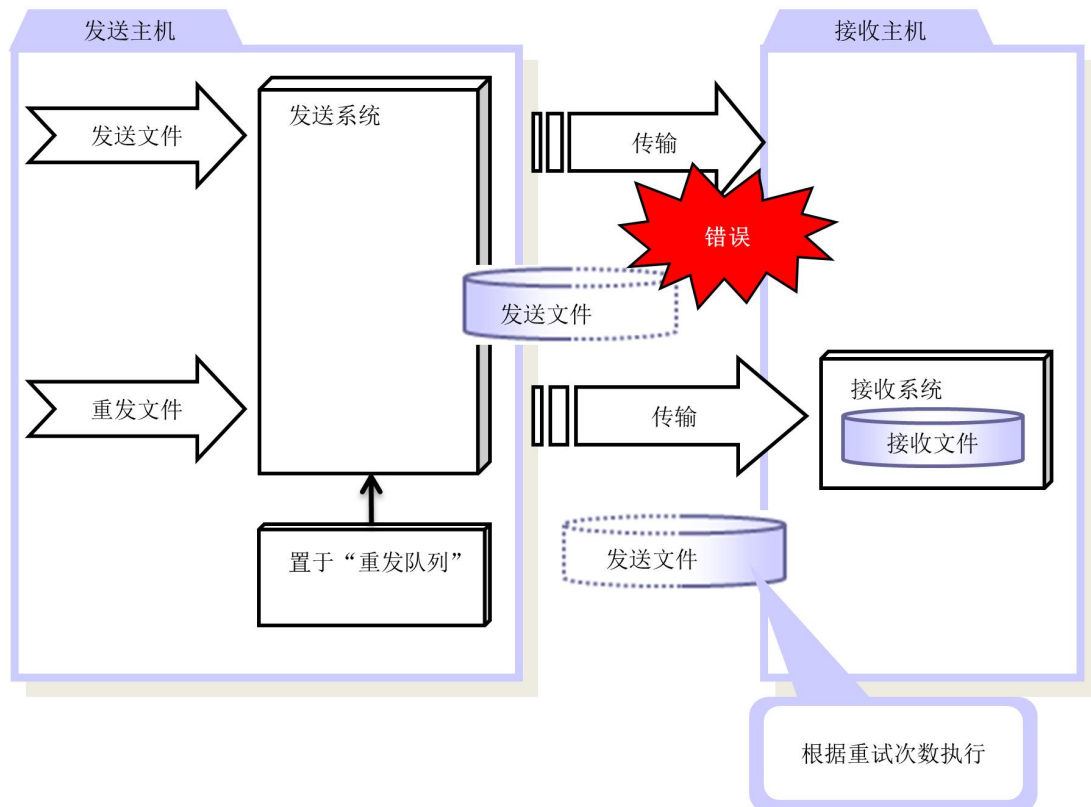 发送主机
接收主机
发送文件
发送系统
传输
错误
发送文件
重发文件
传输
接收系统
接收文件
置于“重发队列”
发送文件
根据重试次数执行